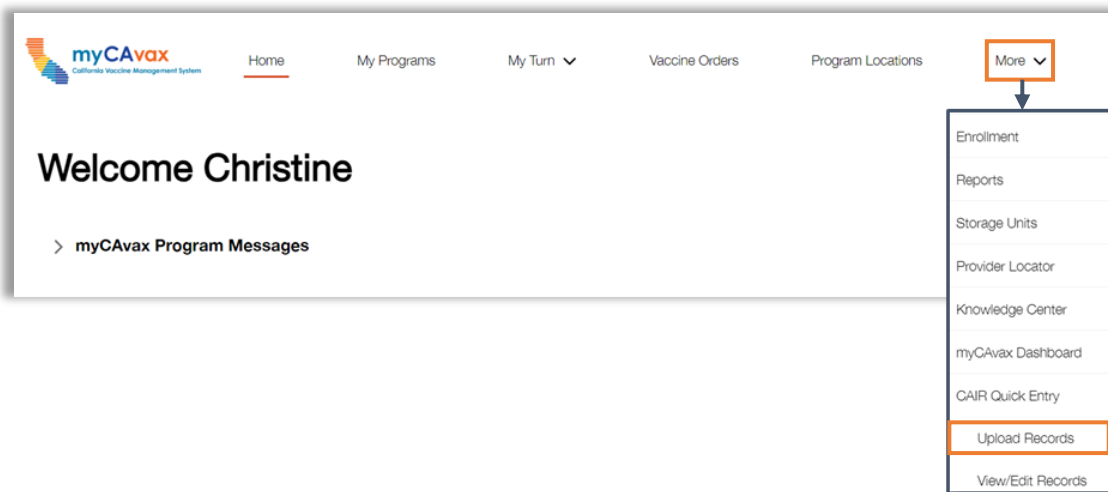 myCAvax
California Vaccine Management System
Home
My Programs
My Turn
Vaccine Orders
Program Locations
More
Welcome Christine
myCAvax Program Messages
Enrollment
Reports
Storage Units
Provider Locator
Knowledge Center
myCAvax Dashboard
CAIR Quick Entry
Upload Records
View/Edit Records